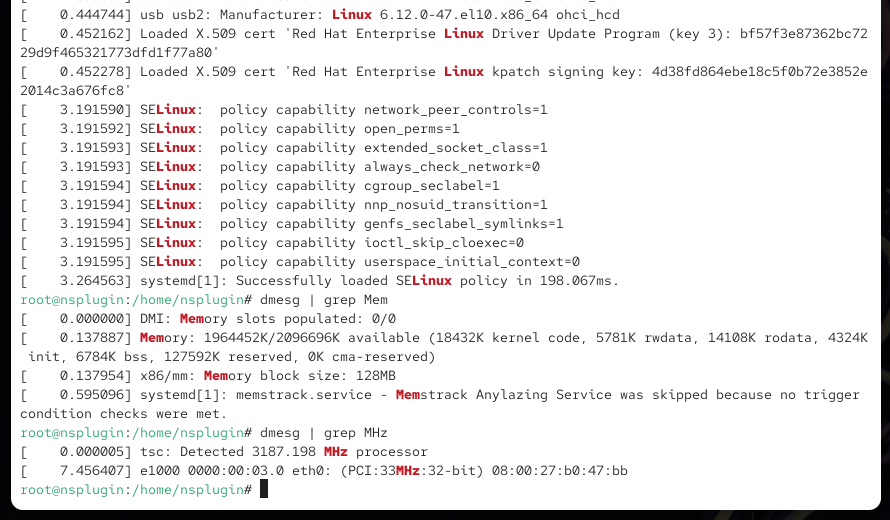 [    0.444744] usb usb2: Manufacturer: Linux 6.12.0-47.el10.x86_64 ohci_hcd
[    0.452162] Loaded X.509 cert 'Red Hat Enterprise Linux Driver Update Program (key 3): bf57f3e87362bc72
29d9f465321773dfd1f77a80'
[    0.452278] Loaded X.509 cert 'Red Hat Enterprise Linux kpatch signing key: 4d38fd864ebe18c5f0b72e3852e
2014c3a676fc8'
[    3.191590] SELinux:  policy capability network_peer_controls=1
[    3.191592] SELinux:  policy capability open_perms=1
[    3.191593] SELinux:  policy capability extended_socket_class=1
[    3.191593] SELinux:  policy capability always_check_network=0
[    3.191594] SELinux:  policy capability cgroup_seclabel=1
[    3.191594] SELinux:  policy capability nnp_nosuid_transition=1
[    3.191594] SELinux:  policy capability genfs_seclabel_symlinks=1
[    3.191595] SELinux:  policy capability ioctl_skip_cloexec=0
[    3.191595] SELinux:  policy capability userspace_initial_context=0
[    3.264563] systemd[1]: Successfully loaded SELinux policy in 198.067ms.
root@nsplugin:/home/nsplugin# dmesg | grep Mem
[    0.000000] DMI: Memory slots populated: 0/0
[    0.137887] Memory: 1964452K/2096696K available (18432K kernel code, 5781K rwdata, 14108K rodata, 4324K
 init, 6784K bss, 127592K reserved, 0K cma-reserved)
[    0.137954] x86/mm: Memory block size: 128MB
[    0.595096] systemd[1]: memstrack.service - Memstrack Anylazing Service was skipped because no trigger
condition checks were met.
root@nsplugin:/home/nsplugin# dmesg | grep MHz
[    0.000005] tsc: Detected 3187.198 MHz processor
[    7.456407] e1000 0000:00:03.0 eth0: (PCI:33MHz:32-bit) 08:00:27:b0:47:bb
root@nsplugin:/home/nsplugin#